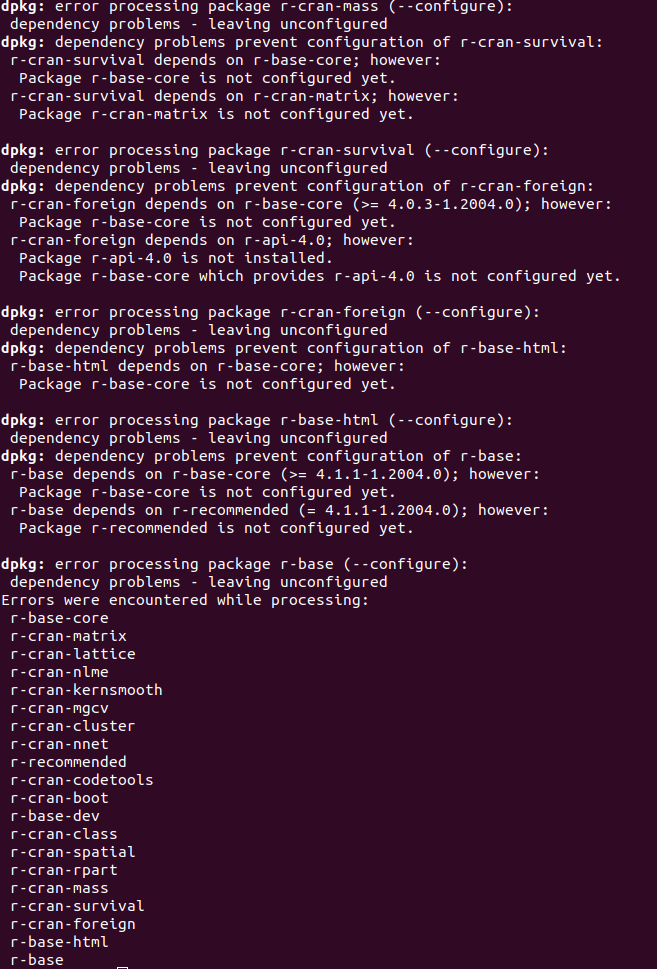 dpkg: error processing package r-cran-mass (--configure):
 dependency problems - leaving unconfigured
dpkg: dependency problems prevent configuration of r-cran-survival:
 r-cran-survival depends on r-base-core; however:
  Package r-base-core is not configured yet.
 r-cran-survival depends on r-cran-matrix; however:
  Package r-cran-matrix is not configured yet.

dpkg: error processing package r-cran-survival (--configure):
 dependency problems - leaving unconfigured
dpkg: dependency problems prevent configuration of r-cran-foreign:
 r-cran-foreign depends on r-base-core (>= 4.0.3-1.2004.0); however:
  Package r-base-core is not configured yet.
 r-cran-foreign depends on r-api-4.0; however:
  Package r-api-4.0 is not installed.
  Package r-base-core which provides r-api-4.0 is not configured yet.

dpkg: error processing package r-cran-foreign (--configure):
 dependency problems - leaving unconfigured
dpkg: dependency problems prevent configuration of r-base-html:
 r-base-html depends on r-base-core; however:
  Package r-base-core is not configured yet.

dpkg: error processing package r-base-html (--configure):
 dependency problems - leaving unconfigured
dpkg: dependency problems prevent configuration of r-base:
 r-base depends on r-base-core (>= 4.1.1-1.2004.0); however:
  Package r-base-core is not configured yet.
 r-base depends on r-recommended (= 4.1.1-1.2004.0); however:
  Package r-recommended is not configured yet.

dpkg: error processing package r-base (--configure):
 dependency problems - leaving unconfigured
Errors were encountered while processing:
 r-base-core
 r-cran-matrix
 r-cran-lattice
 r-cran-nlme
 r-cran-kernsmooth
 r-cran-mgcv
 r-cran-cluster
 r-cran-nnet
 r-recommended
 r-cran-codetools
 r-cran-boot
 r-base-dev
 r-cran-class
 r-cran-spatial
 r-cran-rpart
 r-cran-mass
 r-cran-survival
 r-cran-foreign
 r-base-html
 r-base